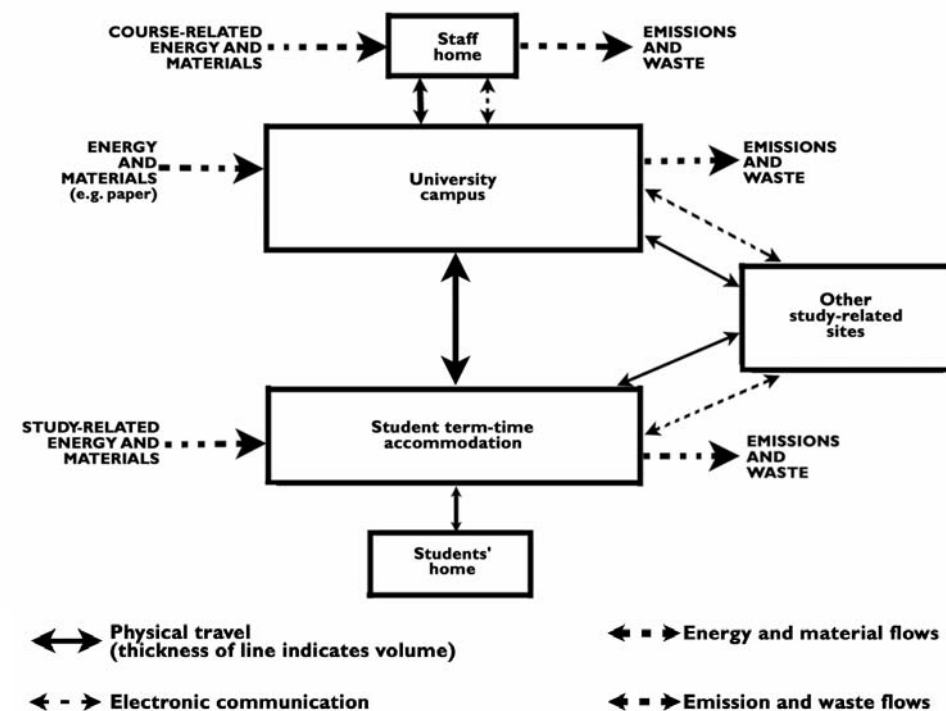 COURSE-RELATED
ENERGY AND
MATERIALS
Staff
home
EMISSIONS
AND
WASTE
ENERGY
AND
MATERIALS
(e.g. paper)
University
campus
EMISSIONS
AND
WASTE
Other
study-related
sites
STUDY-RELATED
ENERGY AND
MATERIALS
Student term-time
accommodation
EMISSIONS
AND
WASTE
Students'
home
Physical travel
(thickness of line indicates volume)
Energy and material flows
Electronic communication
Emission and waste flows